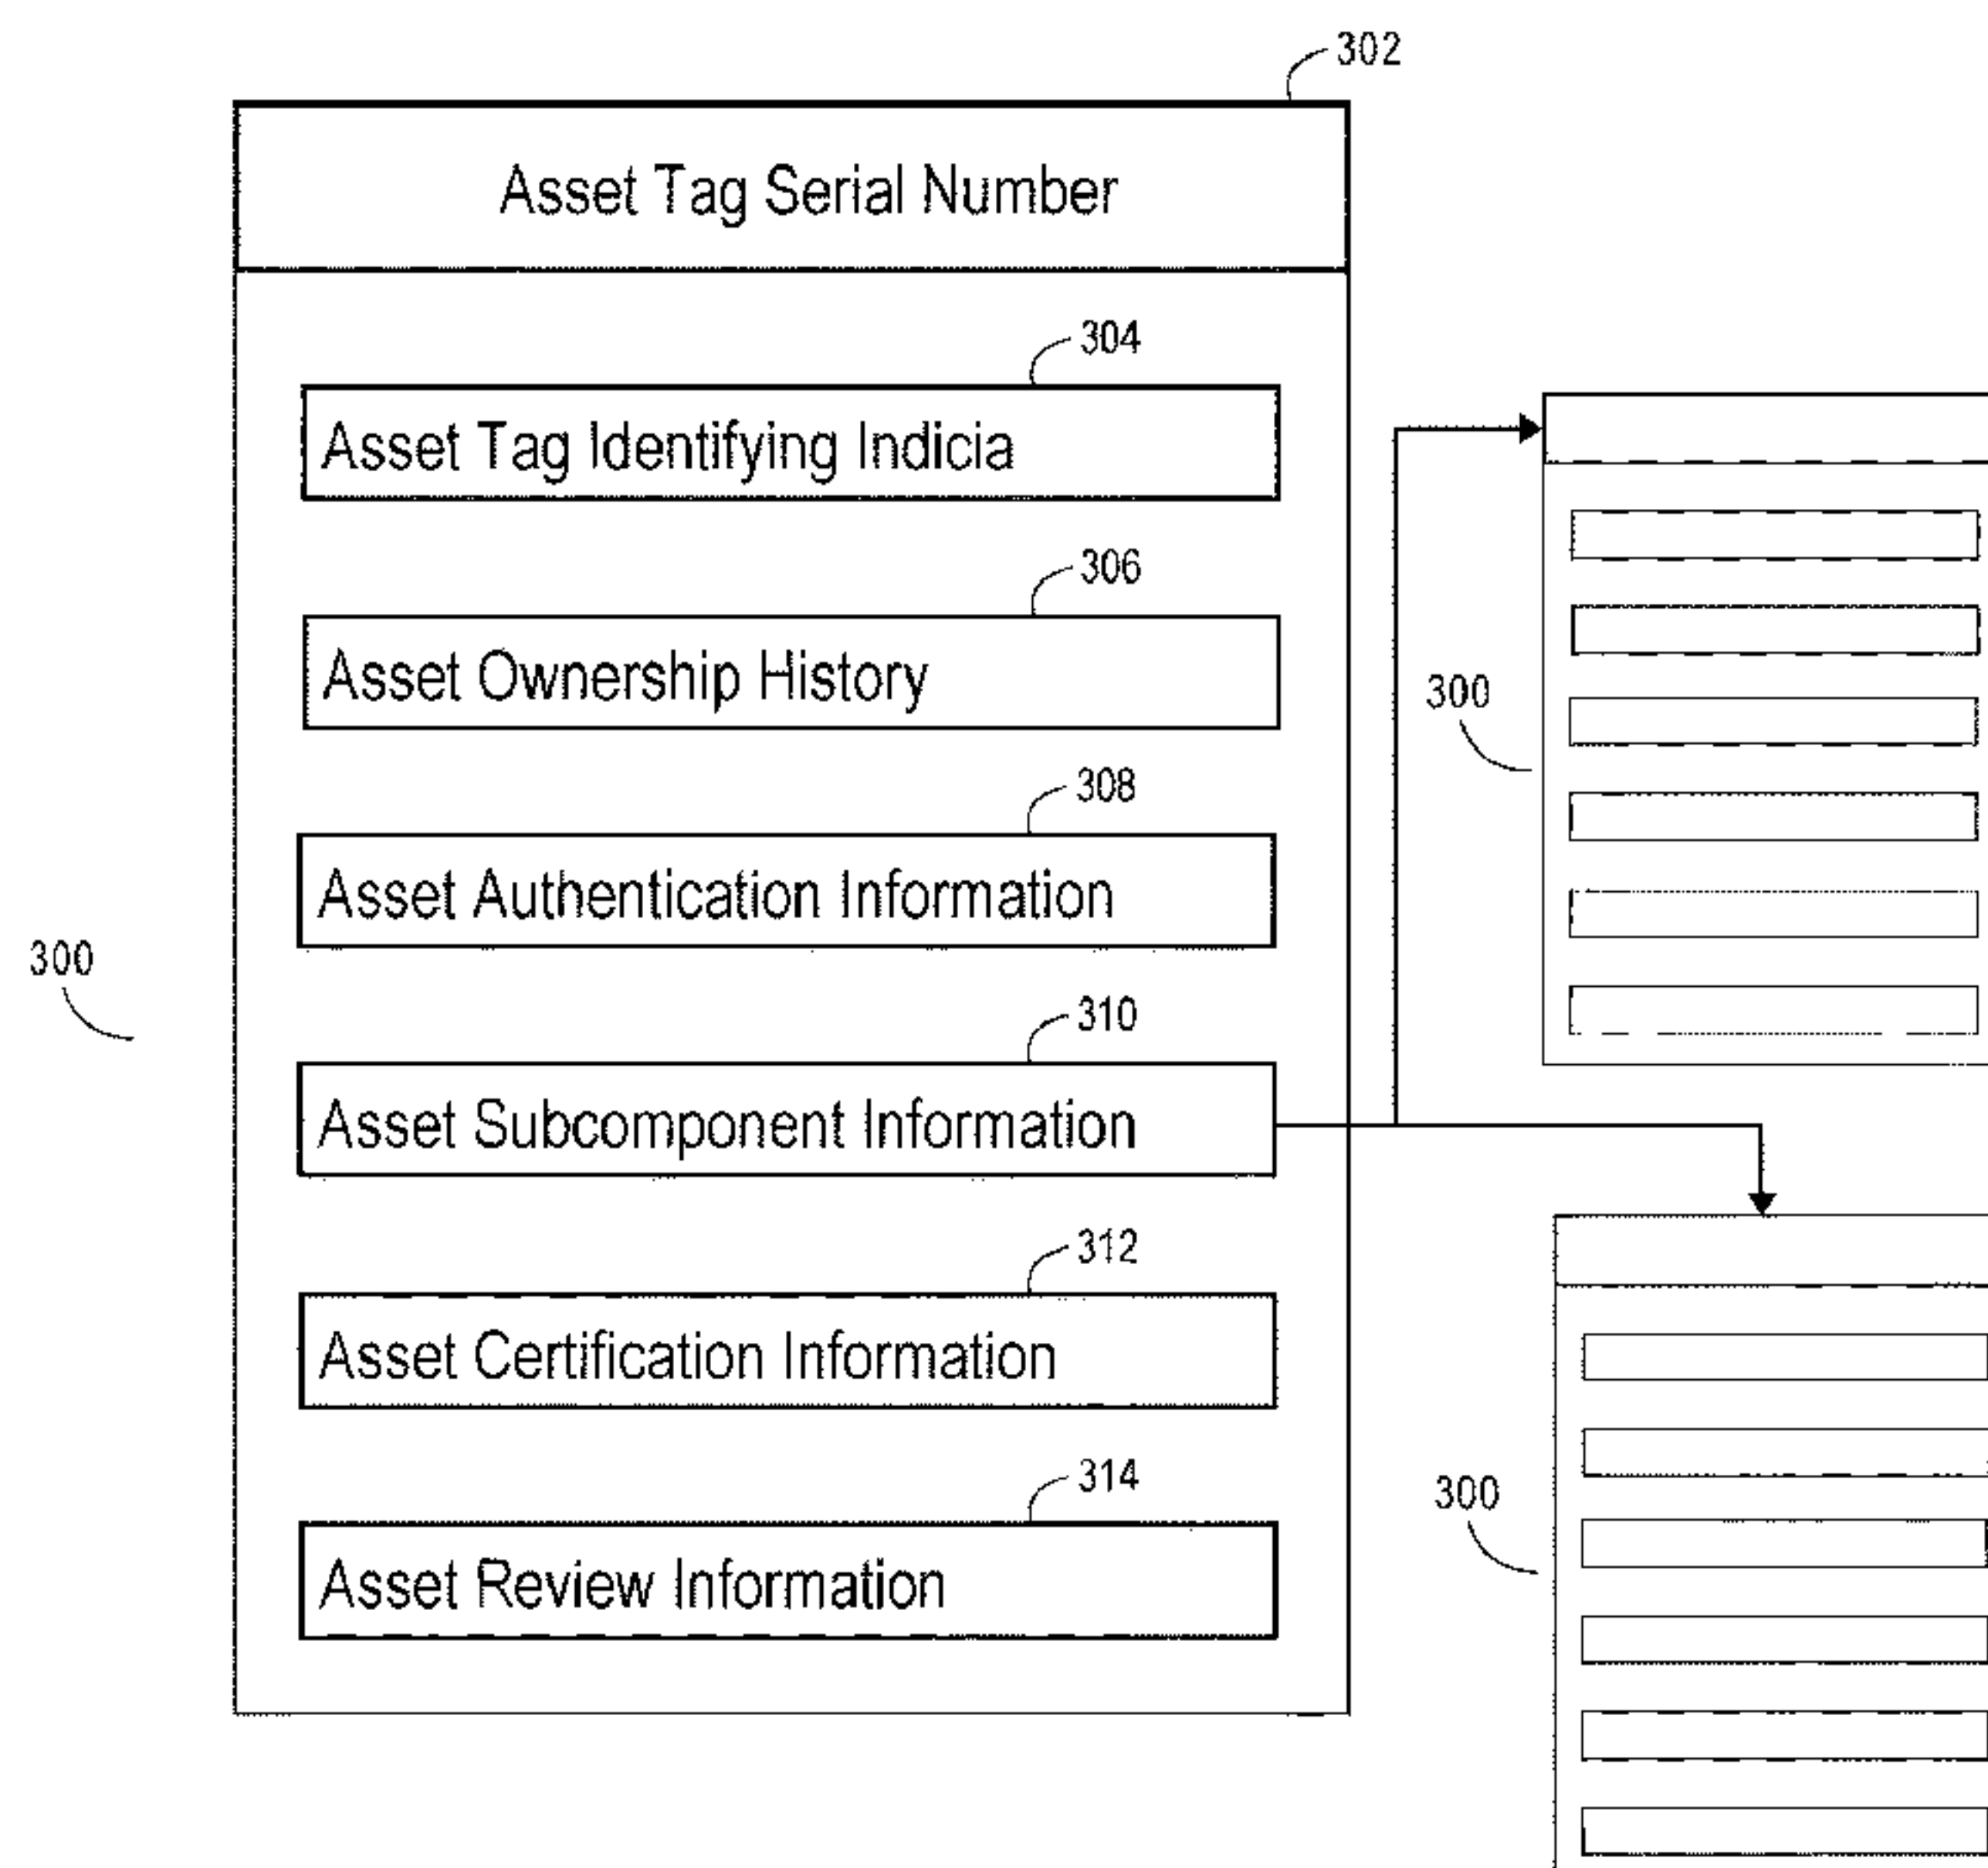 302
Asset Tag Serial Number
304
Asset Tag Identifying Indicia
306
Asset Ownership History
300
308
Asset Authentication Information
300
310
Asset Subcomponent Information
312
Asset Certification Information
314
300
Asset Review Information